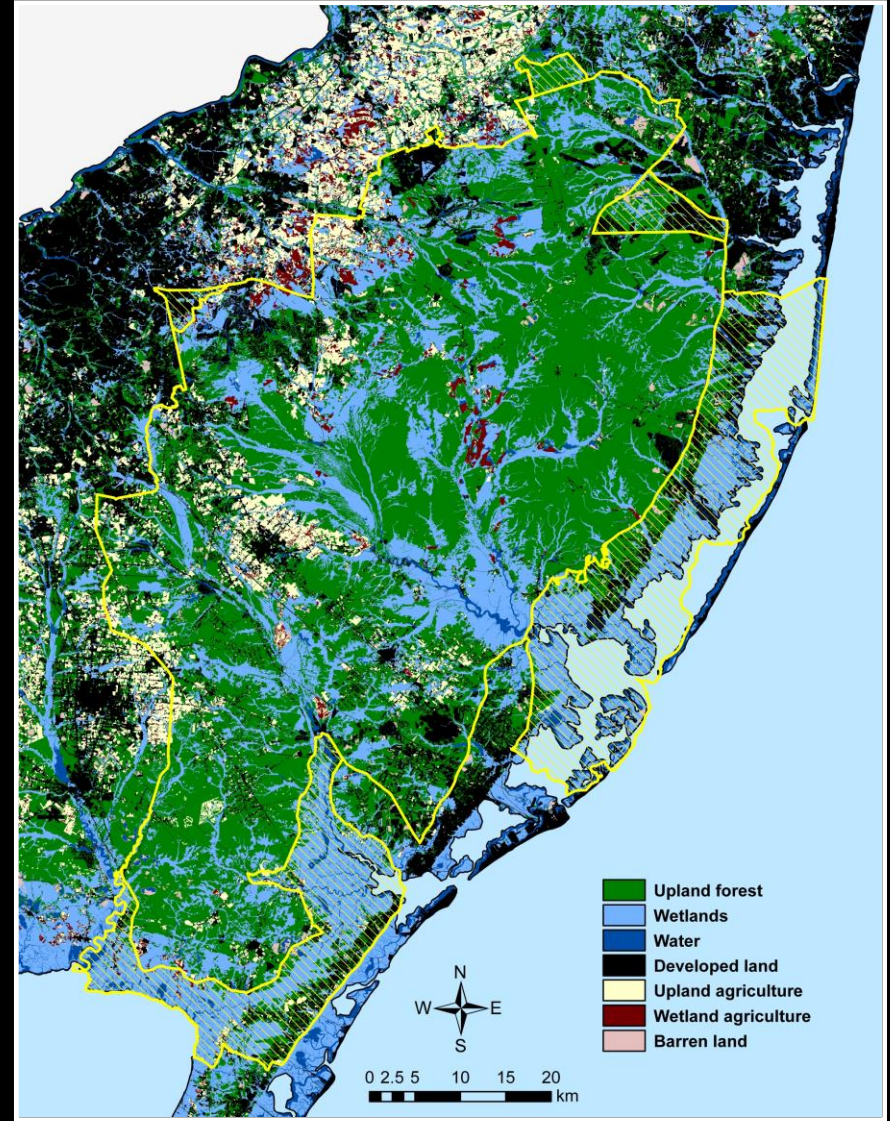 Upland forest
Wetlands
Water
Developed land
Upland agriculture
Wetland agriculture
Barren land
N
W E
S
0 2.5 5 10 15 20
km